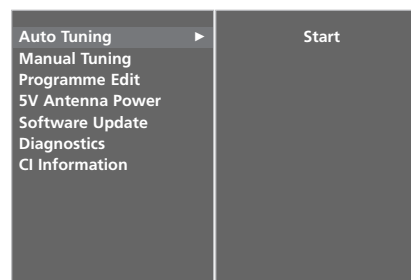 Auto Tuning ► Start
Manual Tuning
Programme Edit
5V Antenna Power
Software Update
Diagnostics
CI Information